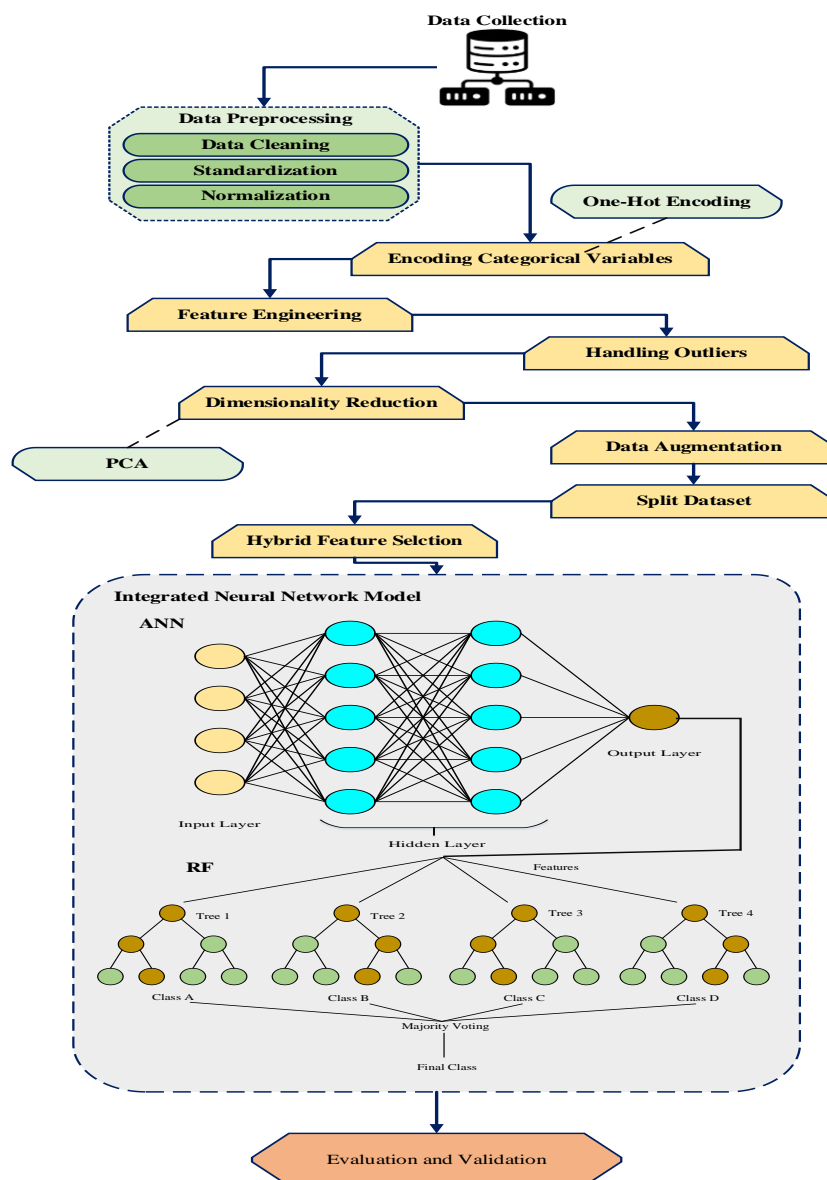 Data Collection
Data Preprocessing
Data Cleaning
Standardization
Normalization
One-Hot Encoding
Encoding Categorical Variables
Feature Engineering
Handling Outliers
Dimensionality Reduction
PCA
Data Augmentation
Split Dataset
Hybrid Feature Selction
Integrated Neural Network Model
ANN
Input Layer
Hidden Layer
Output Layer
RF
Features
Tree 1
Tree 2
Tree 3
Tree 4
Class A
Class B
Class C
Class D
Majority Voting
Final Class
Evaluation and Validation